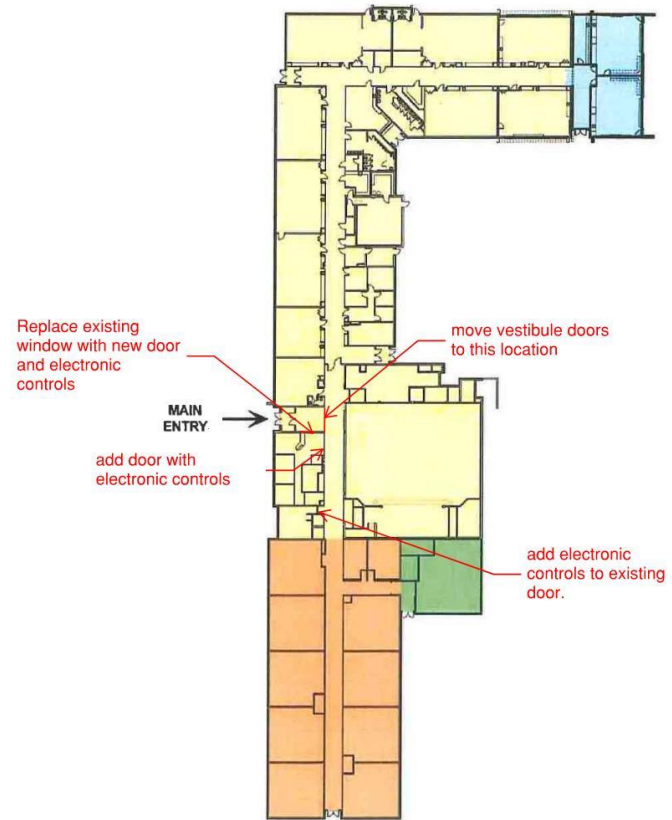 Replace existing
window with new door
and electronic
controls
move vestibule doors
to this location
MAIN
ENTRY
add door with
electronic controls
add electronic
controls to existing
door.